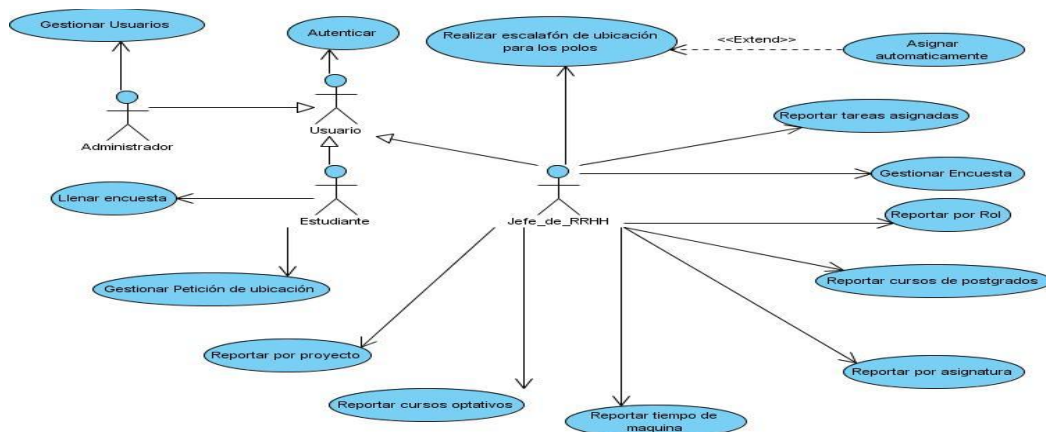 Gestionar Usuarios
Autenticar
Realizar escalafón de ubicación
para los polos
<<Extend>>
Asignar
automaticamente
Reportar tareas asignadas
Administrador
Usuario
Gestionar Encuesta
Llenar encuesta
Estudiante
Jefe_de_RRHH
Reportar por Rol
Gestionar Petición de ubicación
Reportar cursos de postgrados
Reportar por proyecto
Reportar por asignatura
Reportar cursos optativos
Reportar tiempo de
maquina